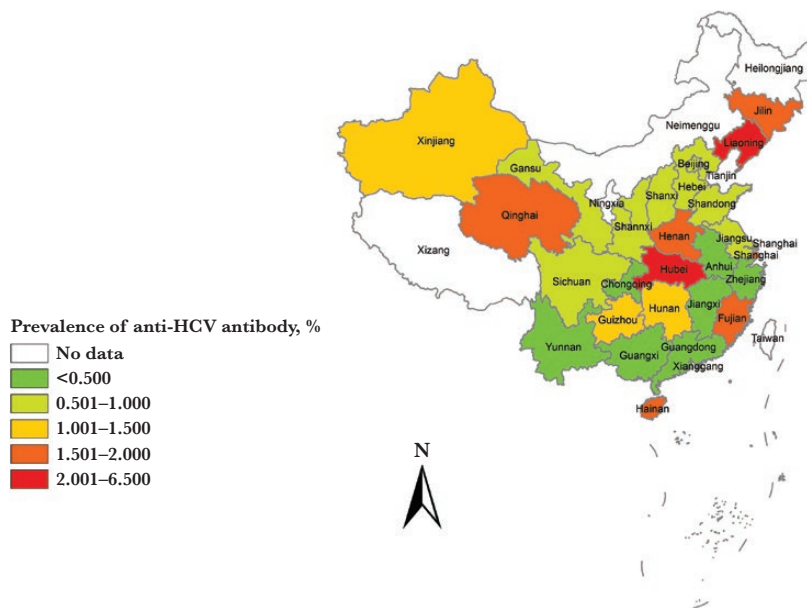 Heilongjiang
Jilin
Neimenggu
Liaoning
Xinjiang
Beijing
Gansu
Tianjin
Hebei
Ningxia
Shanxi
Shandong
Qinghai
Shannxi
Henan
Jiangsu
Shanghai
Xizang
Shanghai
Anhui
Hubei
Sichuan
Chongqing
Zhejiang
Jiangxi
Hunan
Guizhou
Fujian
Taiwan
Yunnan
Guangdong
Guangxi
Xianggang
Hainan
Prevalence of anti-HCV antibody, %
No data
<0.500
0.501–1.000
1.001–1.500
1.501–2.000
2.001–6.500
N